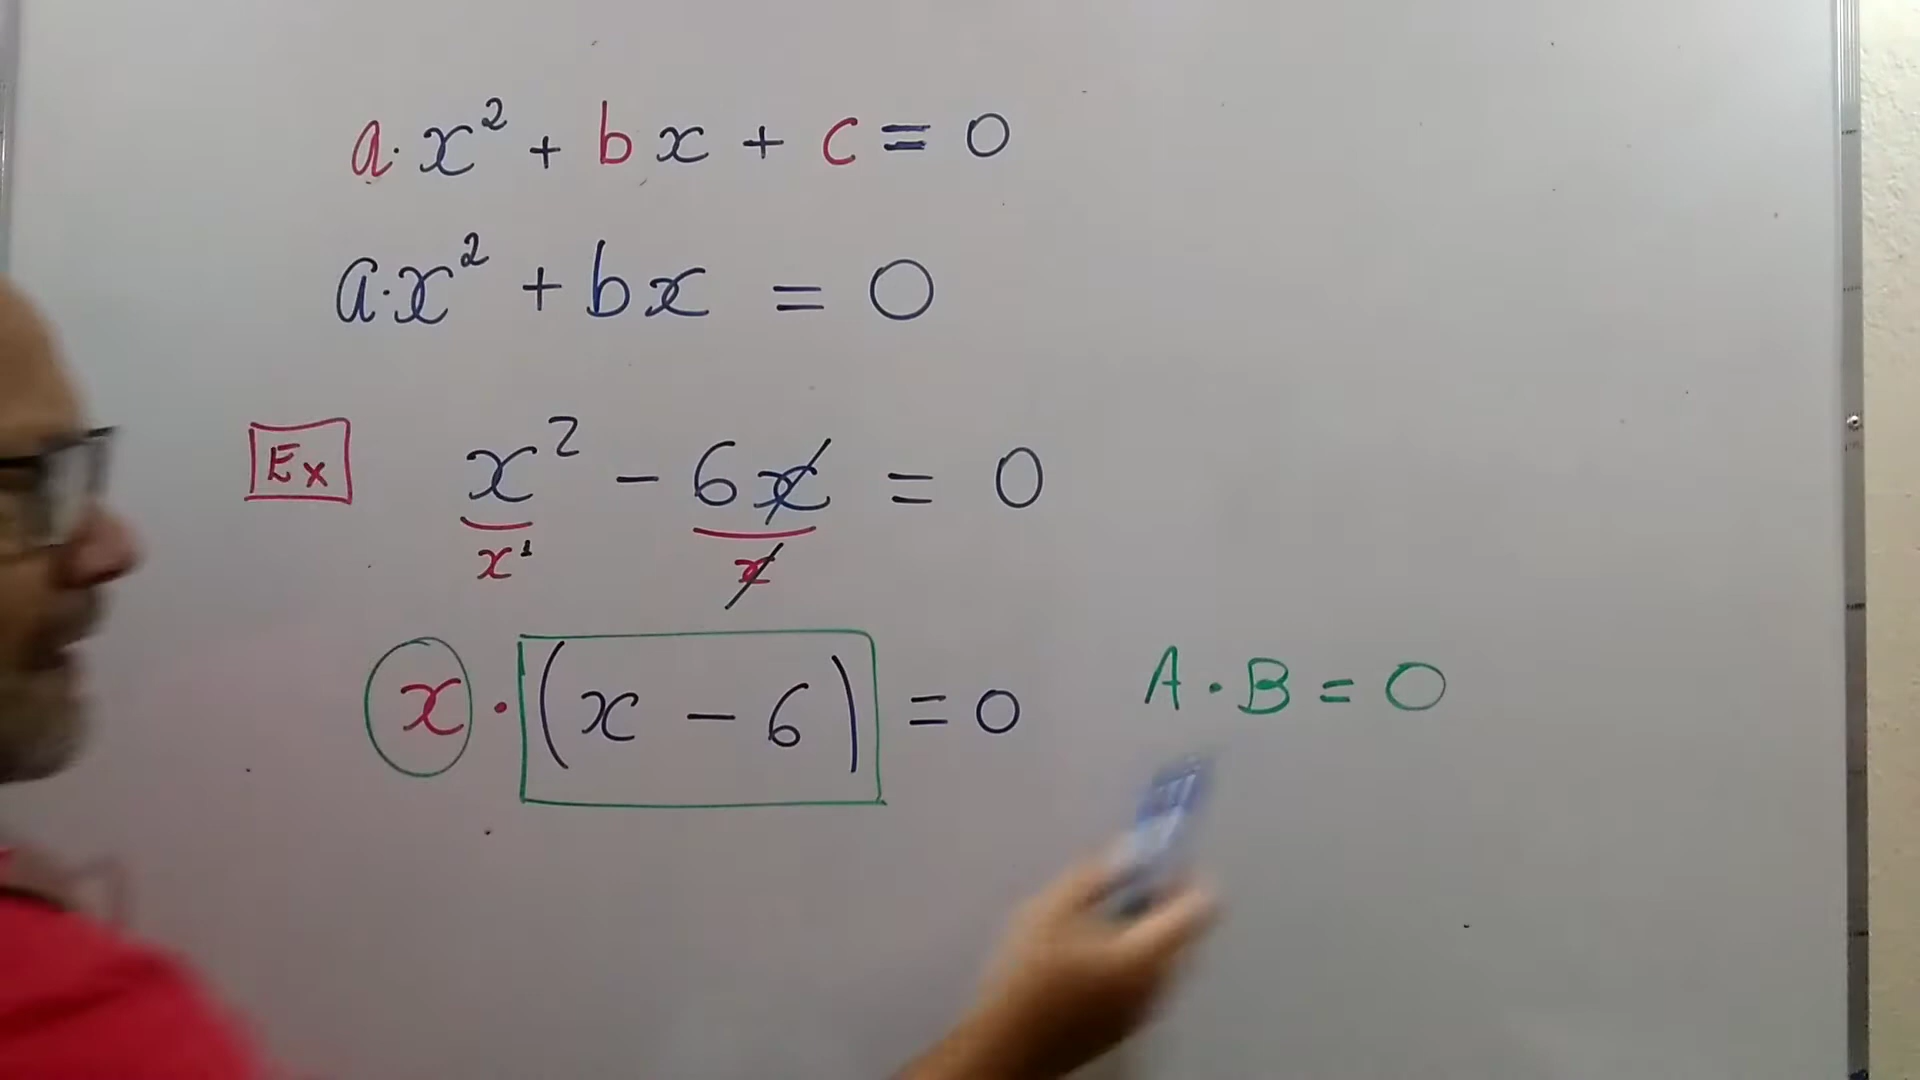 a·x² + bx + c = 0
a·x² + bx = 0
Ex x² - 6x = 0
x¹ x
x·(x - 6) = 0 A·B = 0